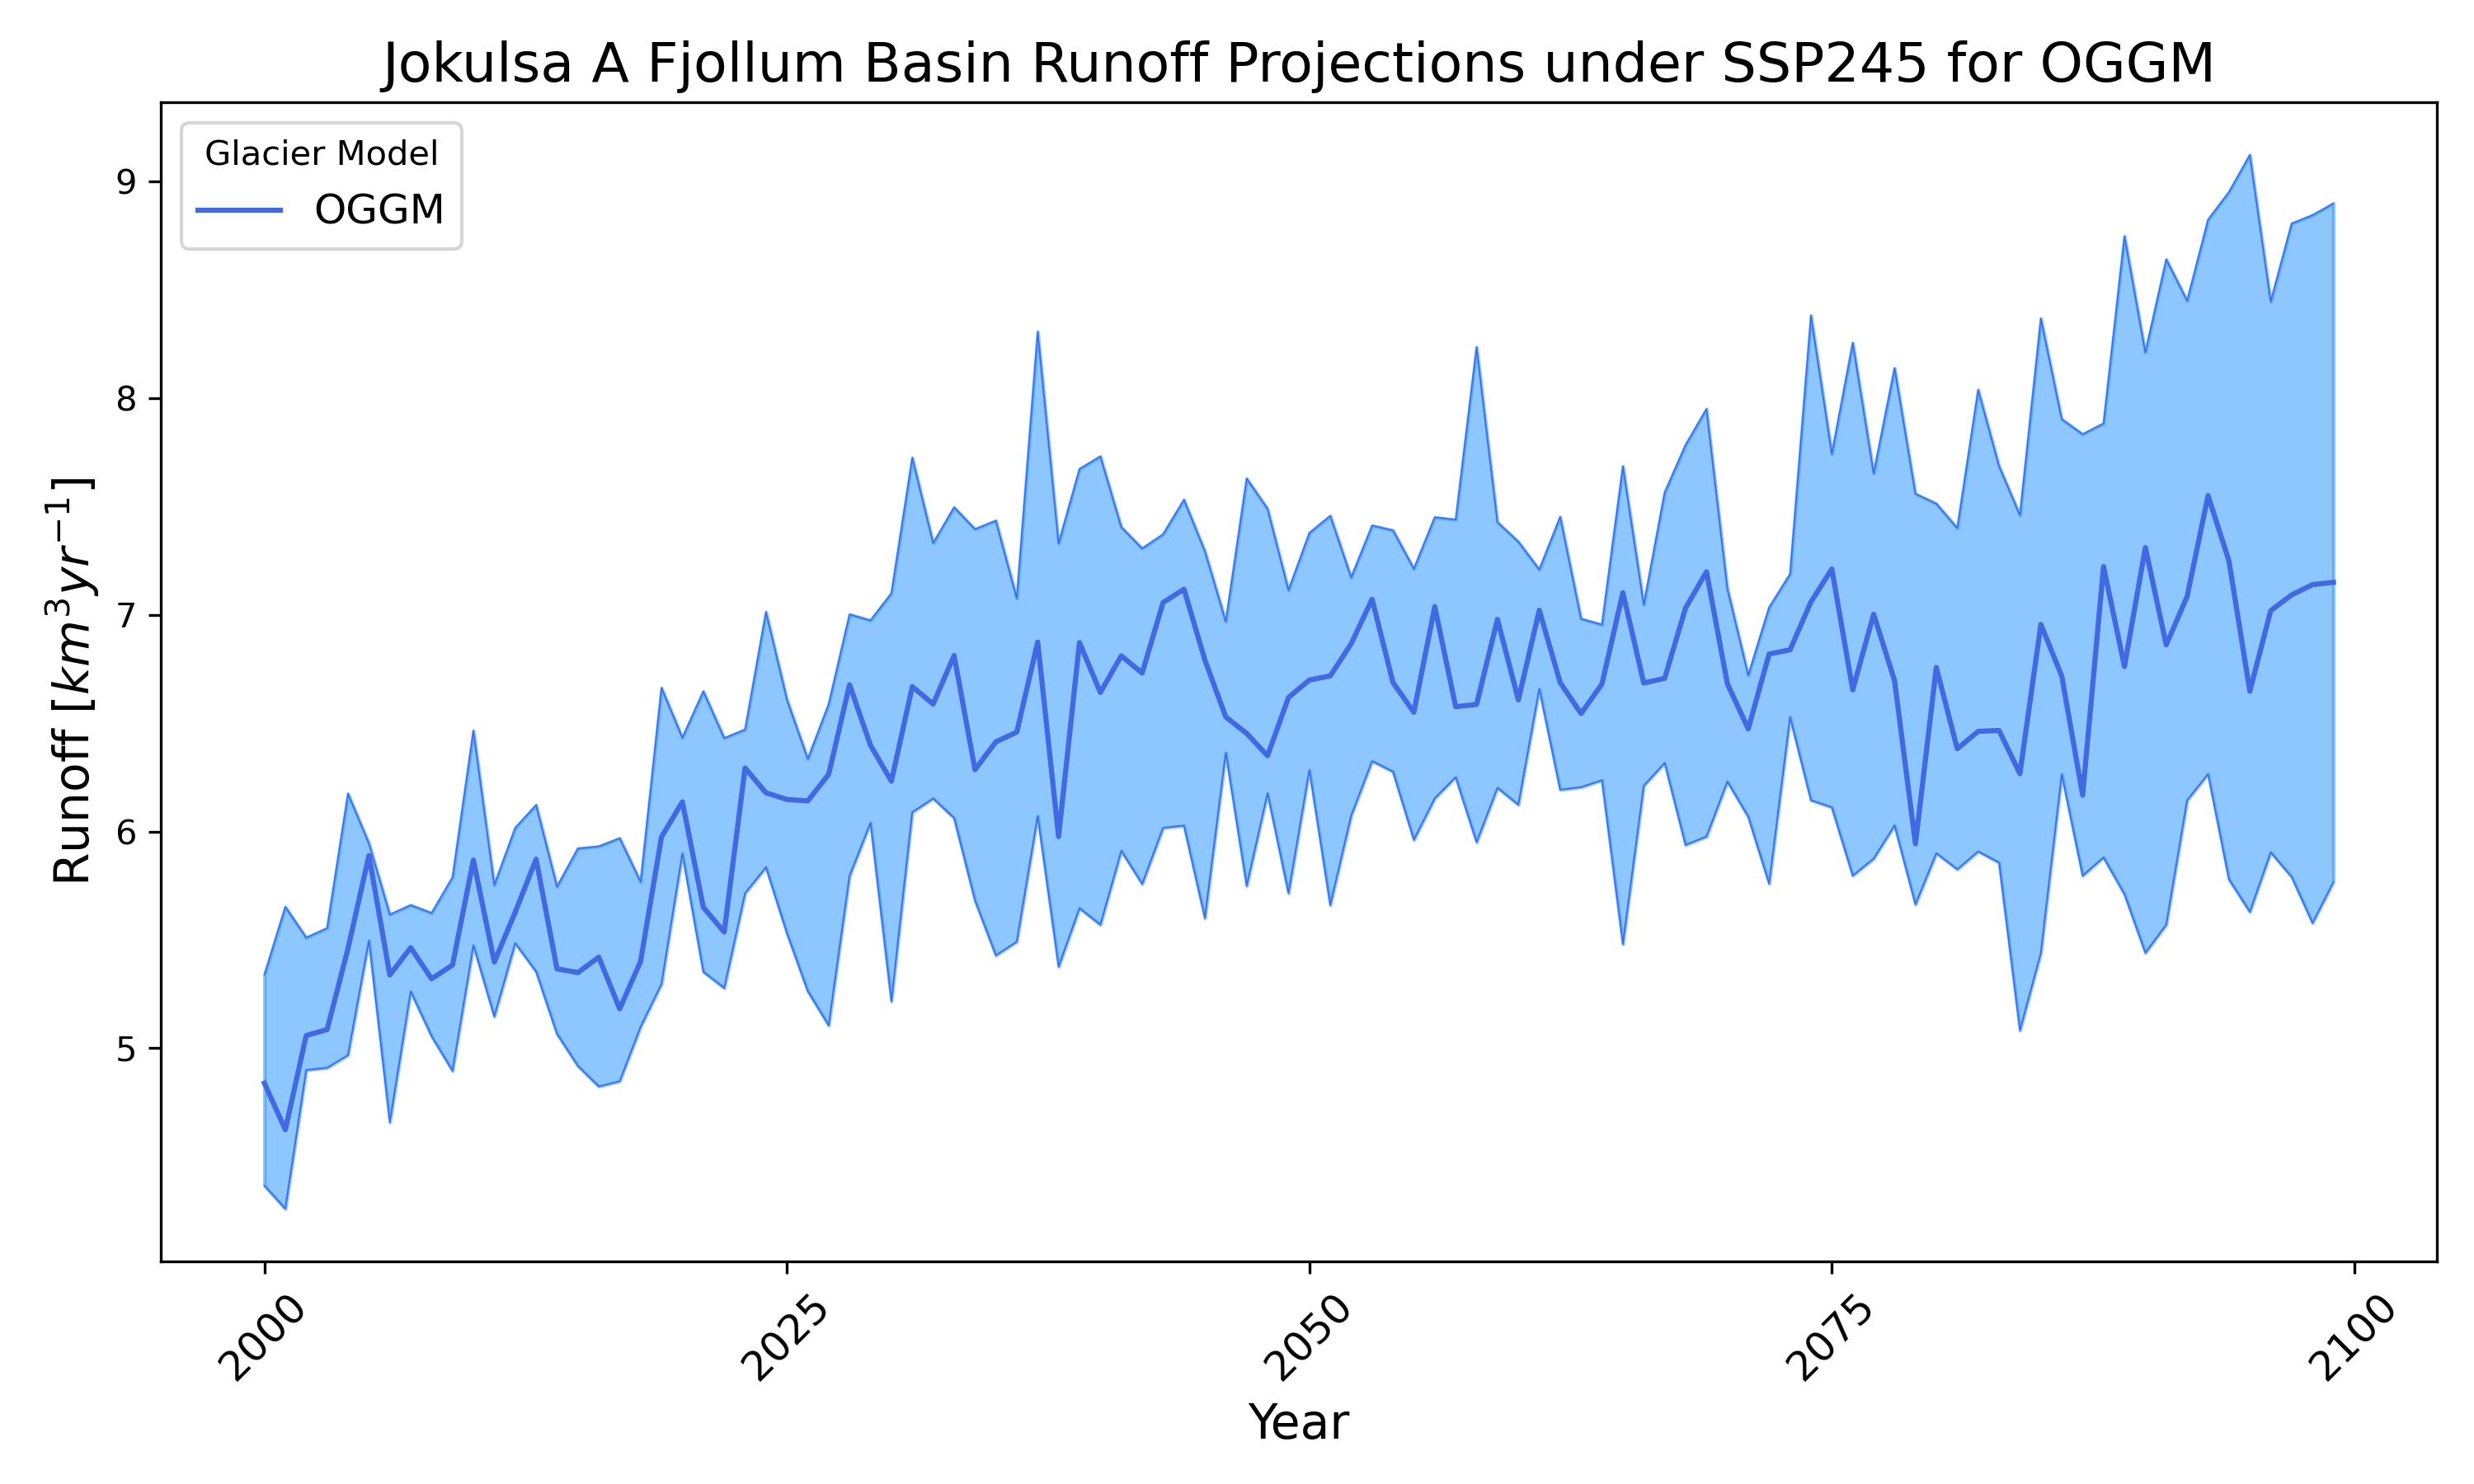 Jokulsa A Fjollum Basin Runoff Projections under SSP245 for OGGM
Glacier Model
OGGM
Runoff [km³yr⁻¹]
9
8
7
6
5
2000
2025
2050
2075
2100
Year